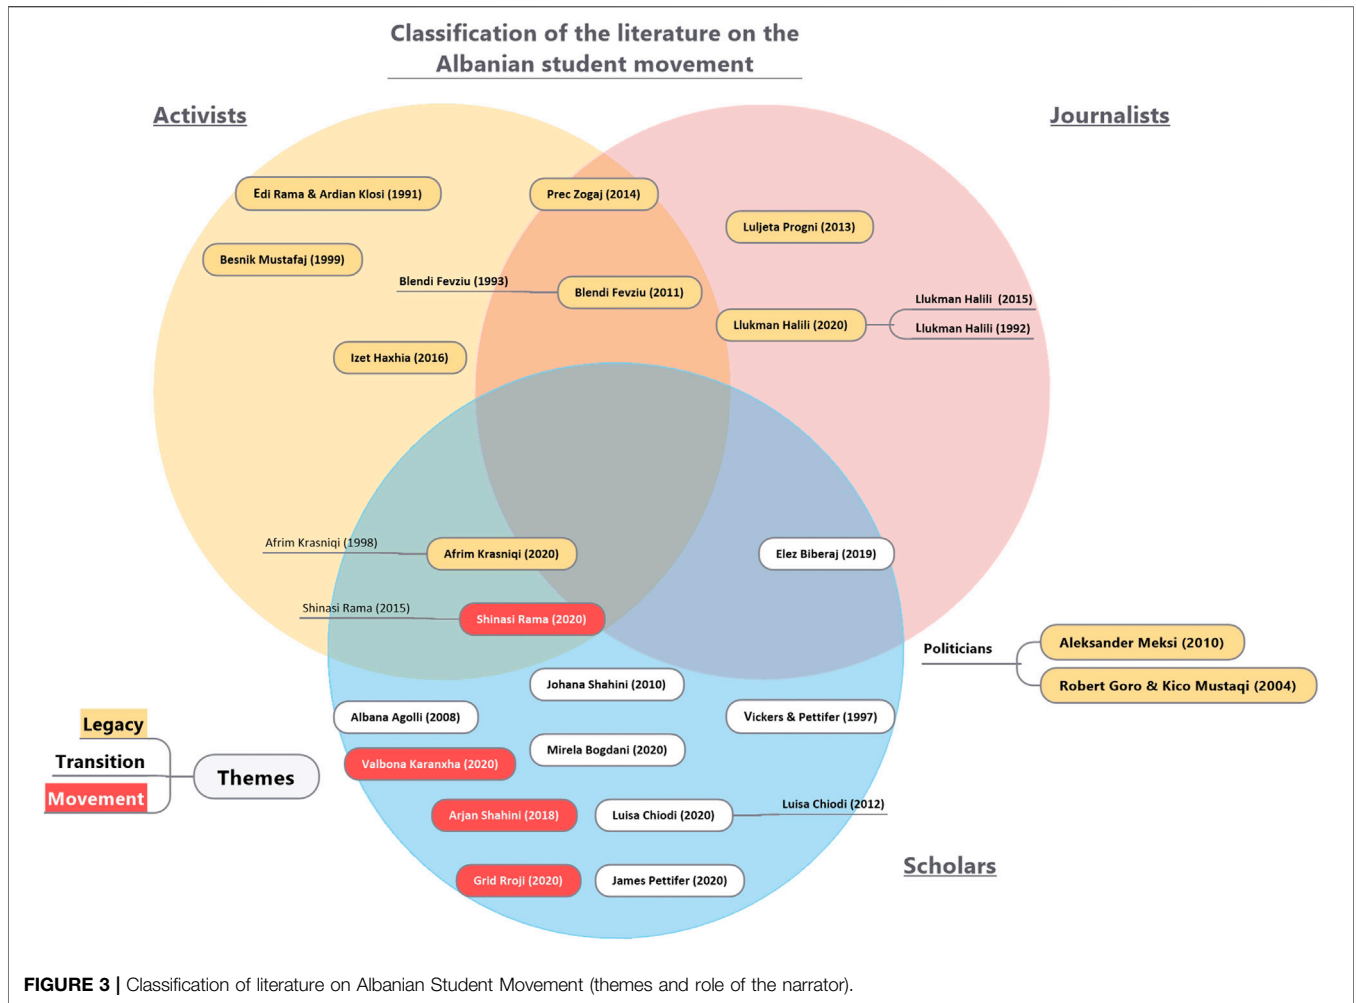 Classification of the literature on the
Albanian student movement
Activists
Journalists
Edi Rama & Ardian Klosi (1991)
Prec Zogaj (2014)
Luljeta Progni (2013)
Besnik Mustafaj (1999)
Blendi Fevziu (1993)
Blendi Fevziu (2011)
Llukman Halili (2020)
Llukman Halili (2015)
Llukman Halili (1992)
Izet Haxhia (2016)
Afrim Krasniqi (1998)
Afrim Krasniqi (2020)
Elez Biberaj (2019)
Shinasi Rama (2015)
Shinasi Rama (2020)
Politicians
Aleksander Meksi (2010)
Robert Goro & Kico Mustaqi (2004)
Johana Shahini (2010)
Albana Agolli (2008)
Vickers & Pettifer (1997)
Mirela Bogdani (2020)
Valbona Karanxha (2020)
Arjan Shahini (2018)
Luisa Chiodi (2020)
Luisa Chiodi (2012)
Grid Rroji (2020)
James Pettifer (2020)
Scholars
Legacy
Transition
Movement
Themes
FIGURE 3 | Classification of literature on Albanian Student Movement (themes and role of the narrator).